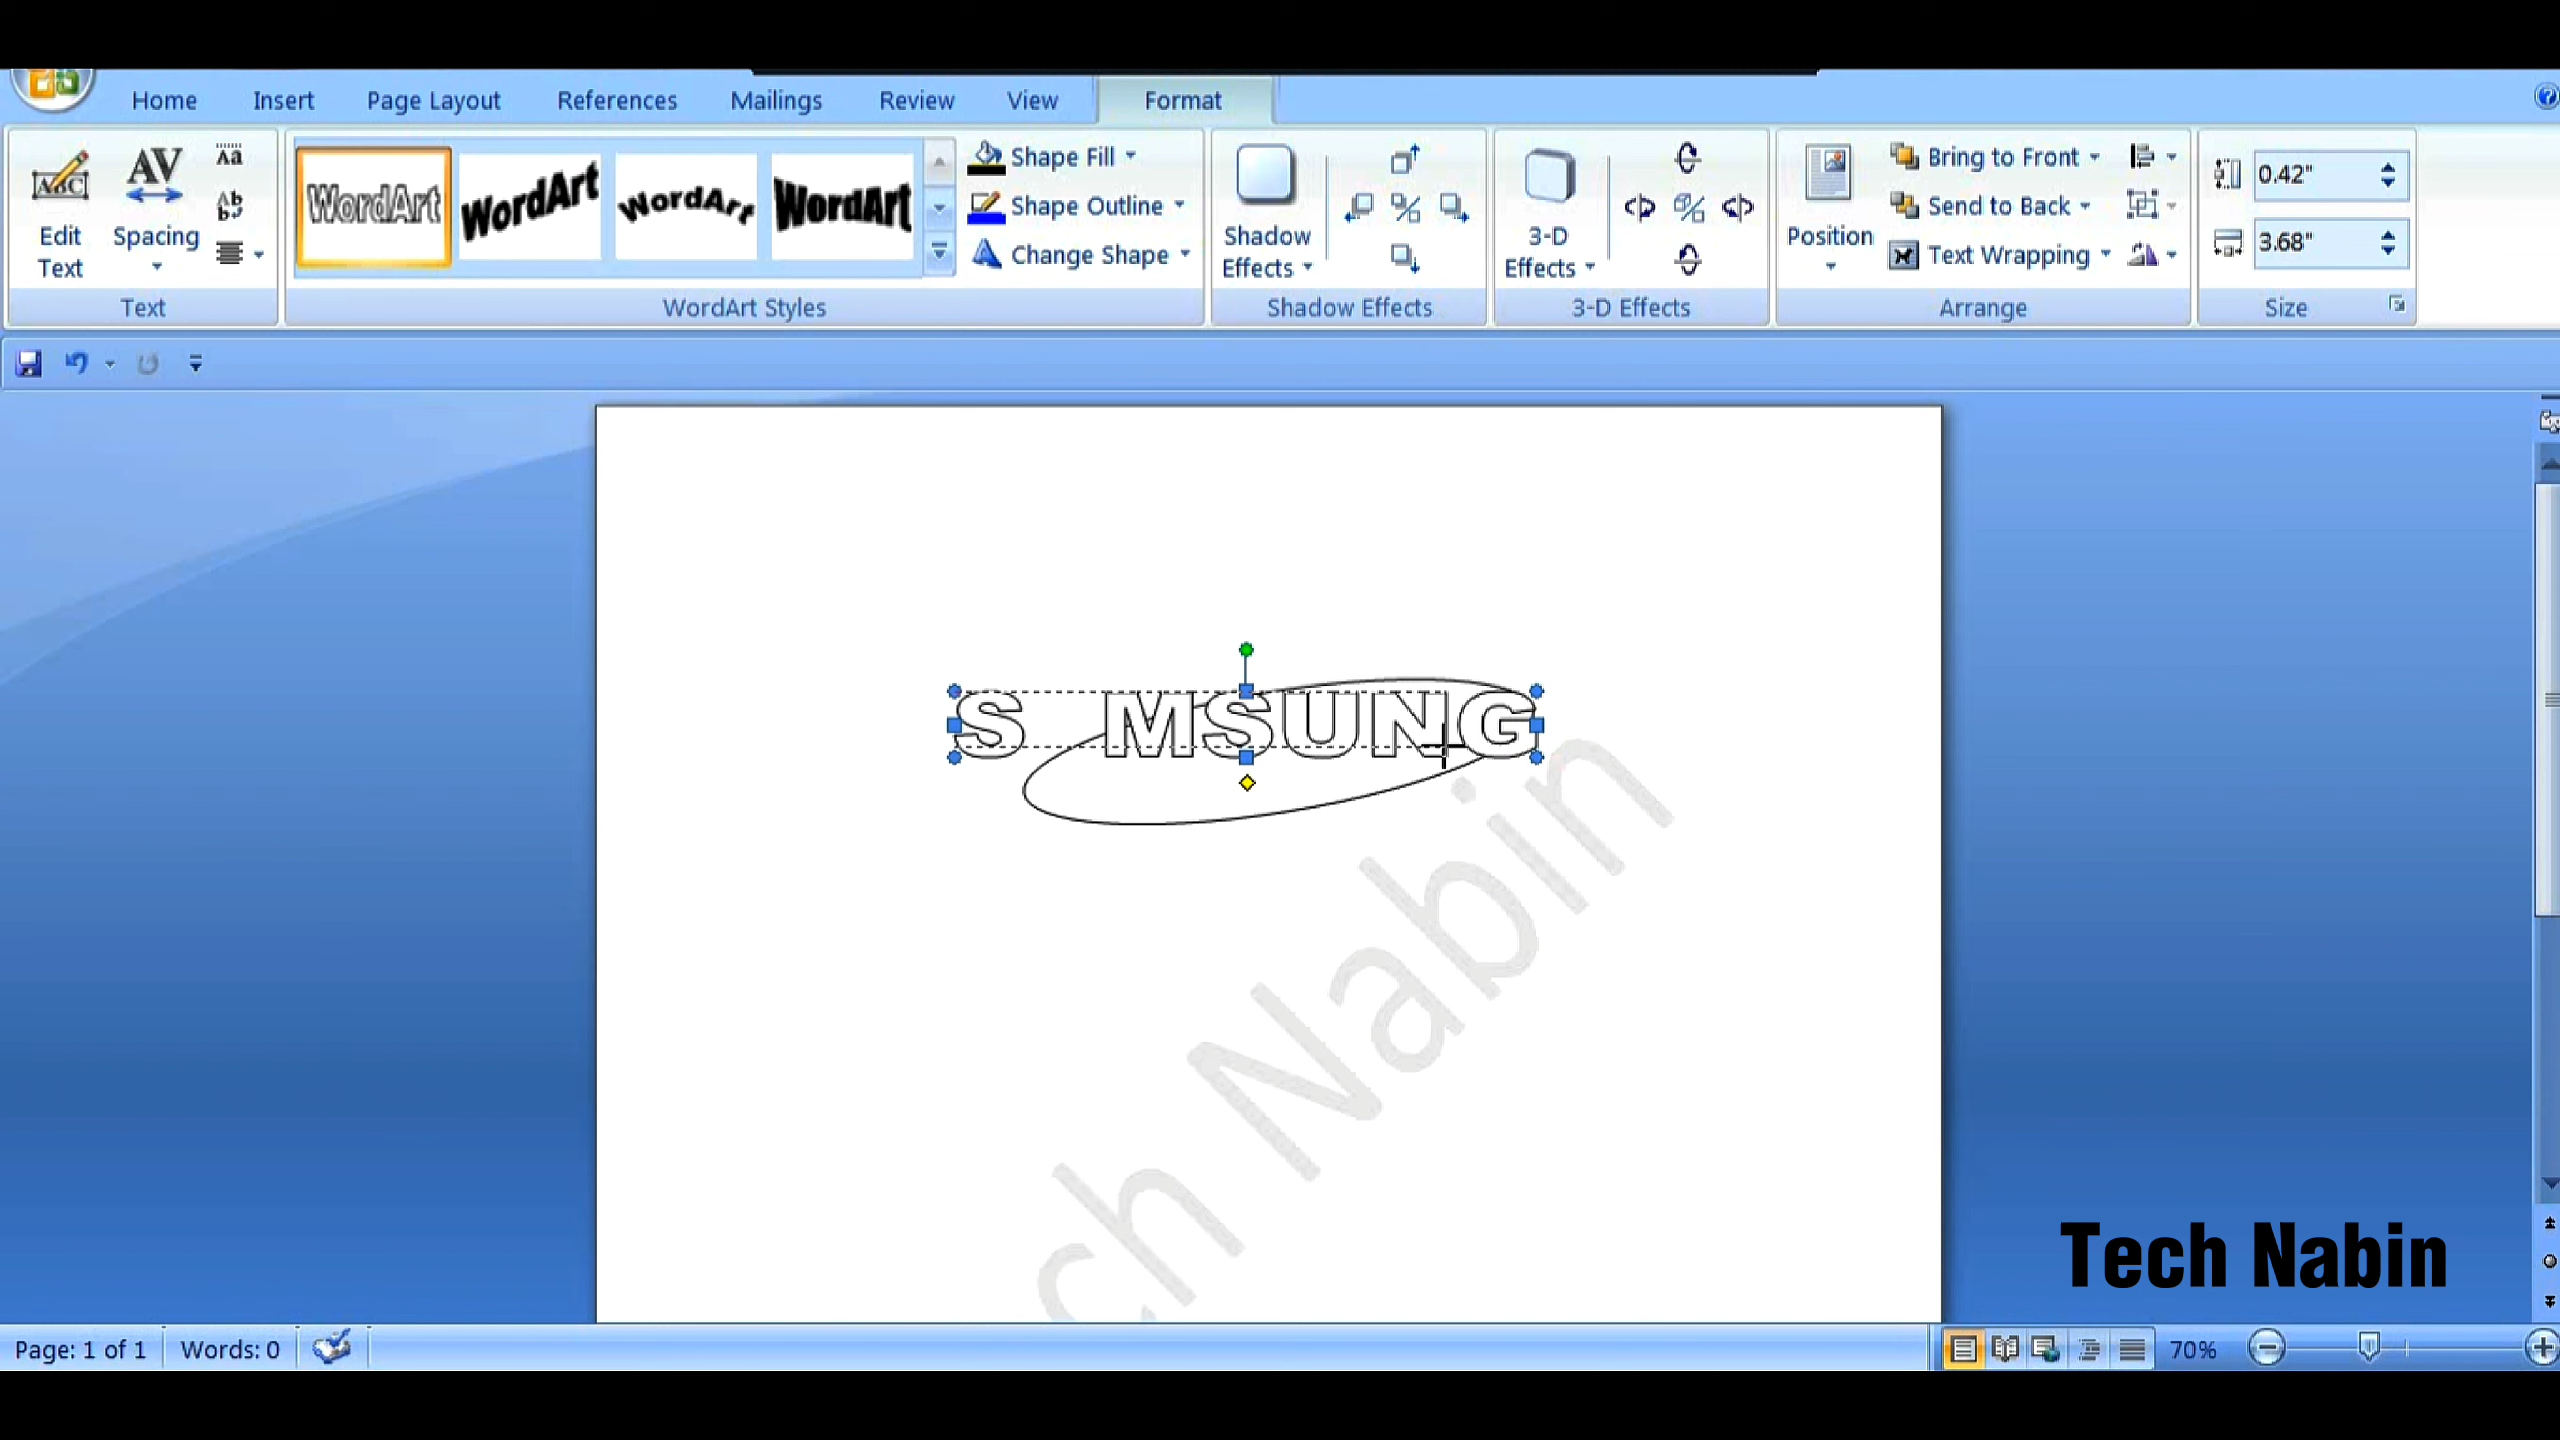 Home Insert Page Layout References Mailings Review View Format
Edit Text
AV Spacing
Aa
Ab
WordArt WordArt WordArt WordArt
Shape Fill
Shape Outline
Change Shape
Shadow Effects
3-D Effects
Position
Bring to Front
Send to Back
Text Wrapping
0.42"
3.68"
Text WordArt Styles Shadow Effects 3-D Effects Arrange Size
S MSUNG
ch Nabin
Tech Nabin
Page: 1 of 1 Words: 0 70%